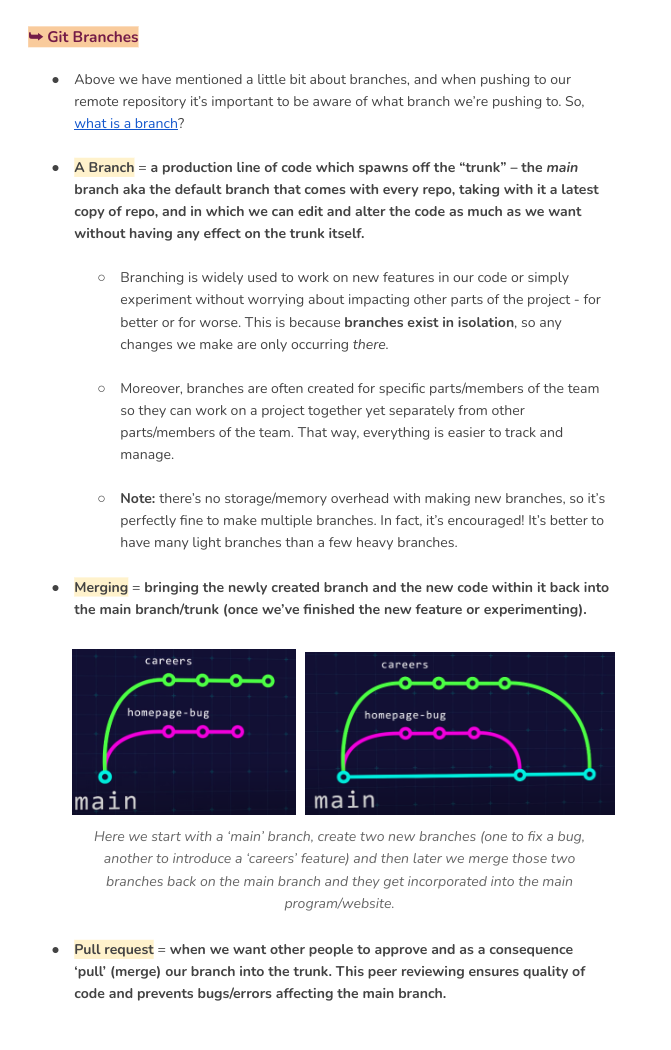 ➥ Git Branches
● Above we have mentioned a little bit about branches, and when pushing to our
remote repository it’s important to be aware of what branch we’re pushing to. So,
what is a branch?
● A Branch = a production line of code which spawns off the “trunk” – the main
branch aka the default branch that comes with every repo, taking with it a latest
copy of repo, and in which we can edit and alter the code as much as we want
without having any effect on the trunk itself.
○ Branching is widely used to work on new features in our code or simply
experiment without worrying about impacting other parts of the project - for
better or for worse. This is because branches exist in isolation, so any
changes we make are only occurring there.
○ Moreover, branches are often created for specific parts/members of the team
so they can work on a project together yet separately from other
parts/members of the team. That way, everything is easier to track and
manage.
○ Note: there’s no storage/memory overhead with making new branches, so it’s
perfectly fine to make multiple branches. In fact, it’s encouraged! It’s better to
have many light branches than a few heavy branches.
● Merging = bringing the newly created branch and the new code within it back into
the main branch/trunk (once we’ve finished the new feature or experimenting).
careers
homepage-bug
main
careers
homepage-bug
main
Here we start with a ‘main’ branch, create two new branches (one to fix a bug,
another to introduce a ‘careers’ feature) and then later we merge those two
branches back on the main branch and they get incorporated into the main
program/website.
● Pull request = when we want other people to approve and as a consequence
‘pull’ (merge) our branch into the trunk. This peer reviewing ensures quality of
code and prevents bugs/errors affecting the main branch.